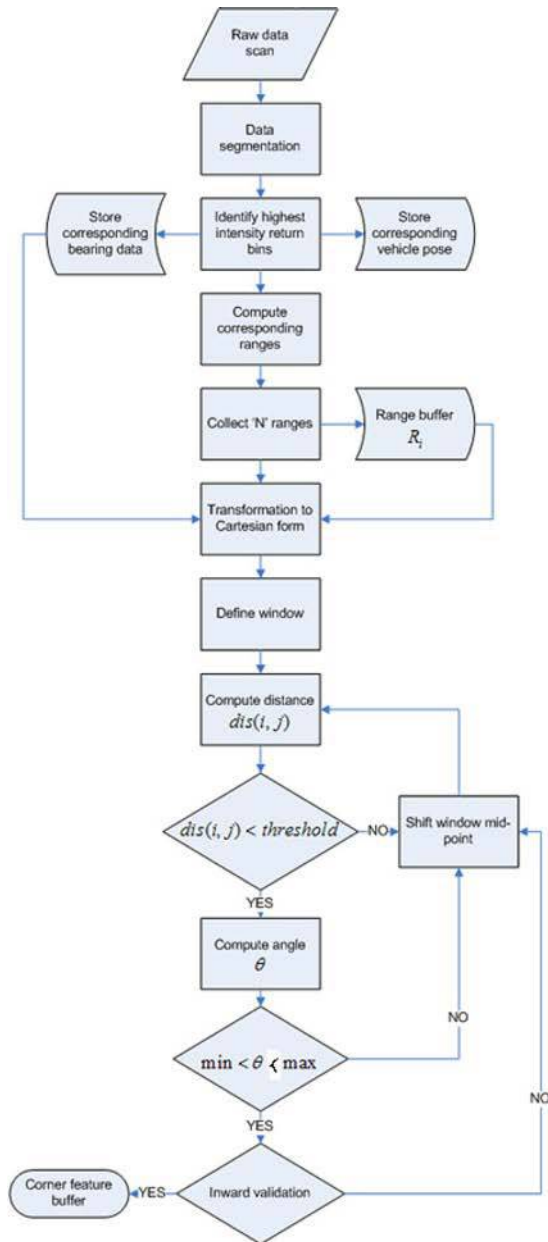 Raw data
scan
Data
segmentation
Store
corresponding
bearing data
Identify highest
intensity return
bins
Store
corresponding
vehicle pose
Compute
corresponding
ranges
Collect 'N' ranges
Range buffer
R_i
Transformation to
Cartesian form
Define window
Compute distance
dis(i, j)
dis(i, j) < threshold
NO
Shift window mid-
point
YES
Compute angle
θ
NO
min < θ < max
NO
YES
Corner feature
buffer
YES
Inward validation